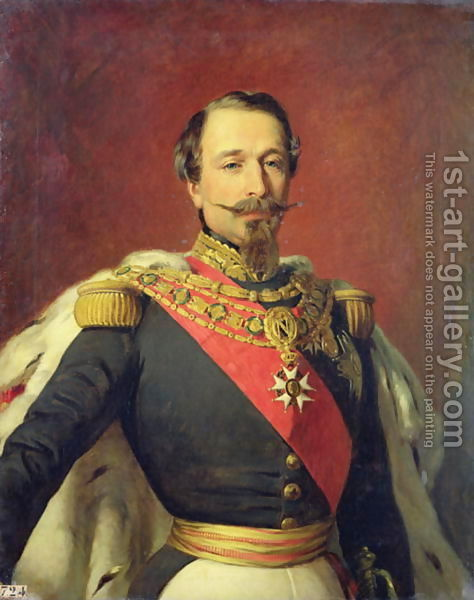 1st-art-gallery.com
This watermark does not appear on the painting
N
724